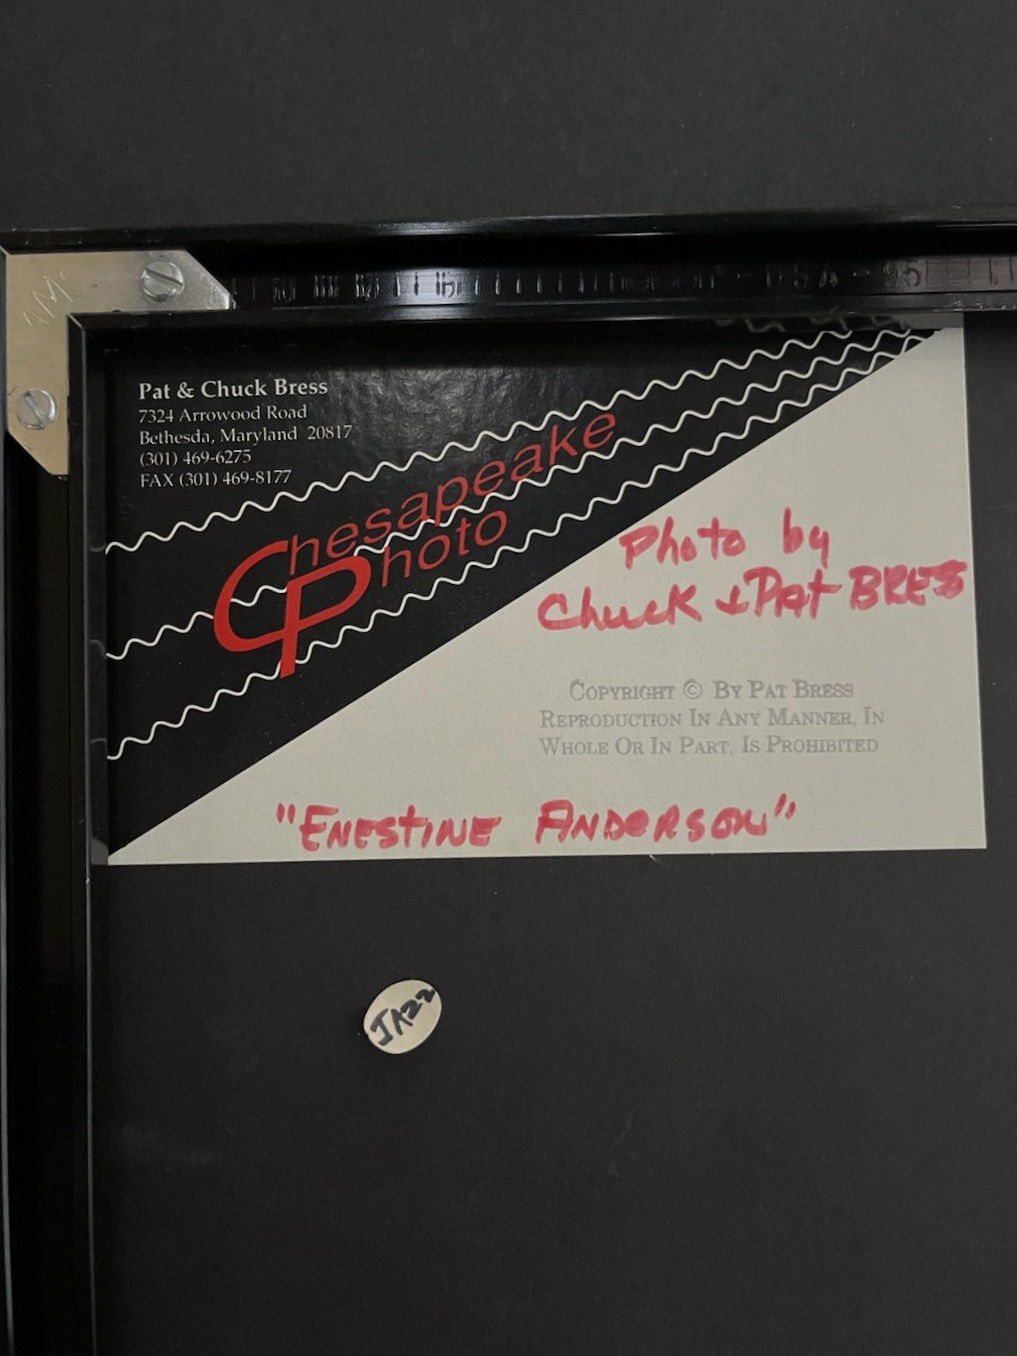 USA - 95
Pat & Chuck Bress
7324 Arrowood Road
Bethesda, Maryland 20817
(301) 469-6275
FAX (301) 469-8177
Chesapeake
Photo
Photo by
Chuck & Pat BRESS
COPYRIGHT © BY PAT BRESS
REPRODUCTION IN ANY MANNER, IN
WHOLE OR IN PART, IS PROHIBITED
"ENESTINE ANDERSON"
JAZZ